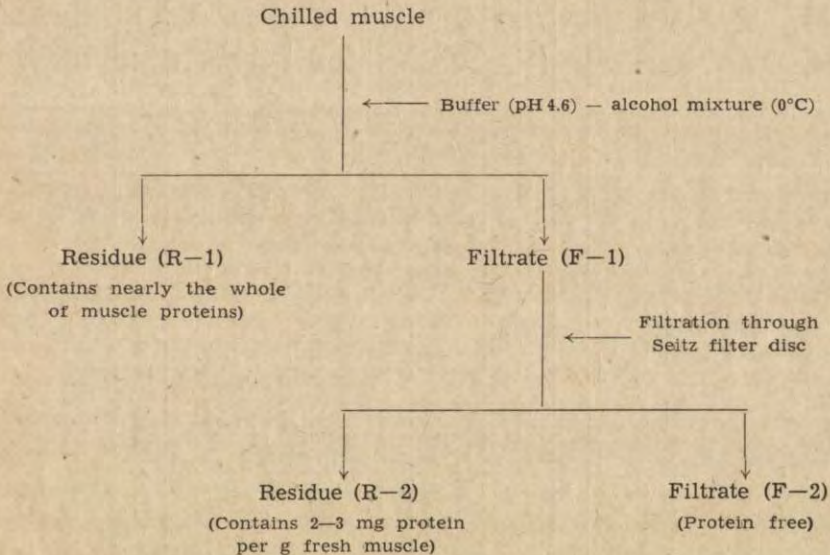 Chilled muscle
Buffer (pH 4.6) — alcohol mixture (0°C)
Residue (R—1)
(Contains nearly the whole
of muscle proteins)
Filtrate (F—1)
Filtration through
Seitz filter disc
Residue (R—2)
(Contains 2—3 mg protein
per g fresh muscle)
Filtrate (F—2)
(Protein free)